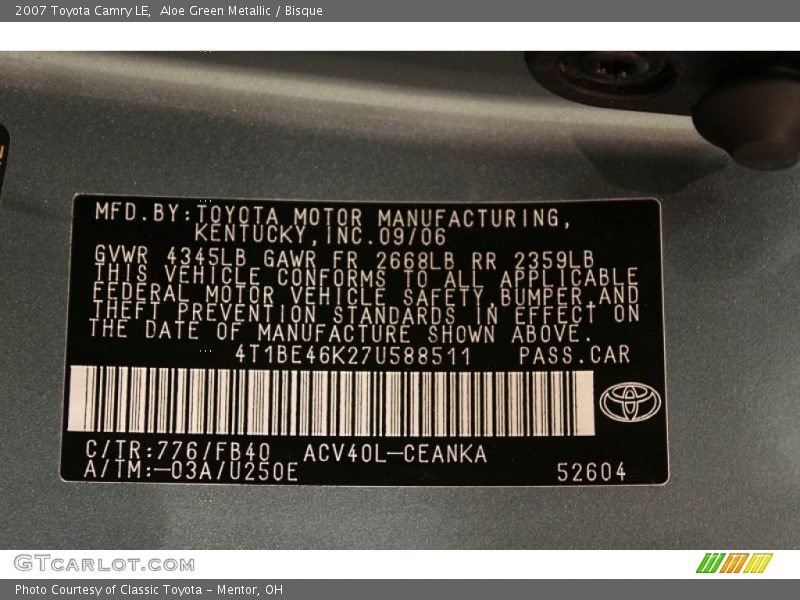 2007 Toyota Camry LE,  Aloe Green Metallic / Bisque
MFD.BY:TOYOTA MOTOR MANUFACTURING,
KENTUCKY,INC.09/06
GVWR 4345LB GAWR FR 2668LB RR 2359LB
THIS VEHICLE CONFORMS TO ALL APPLICABLE
FEDERAL MOTOR VEHICLE SAFETY,BUMPER,AND
THEFT PREVENTION STANDARDS IN EFFECT ON
THE DATE OF MANUFACTURE SHOWN ABOVE.
4T1BE46K27U588511 PASS.CAR
C/TR:776/FB40 ACV40L-CEANKA
A/TM:-03A/U250E 52604
GTCARLOT.COM
Photo Courtesy of Classic Toyota - Mentor, OH